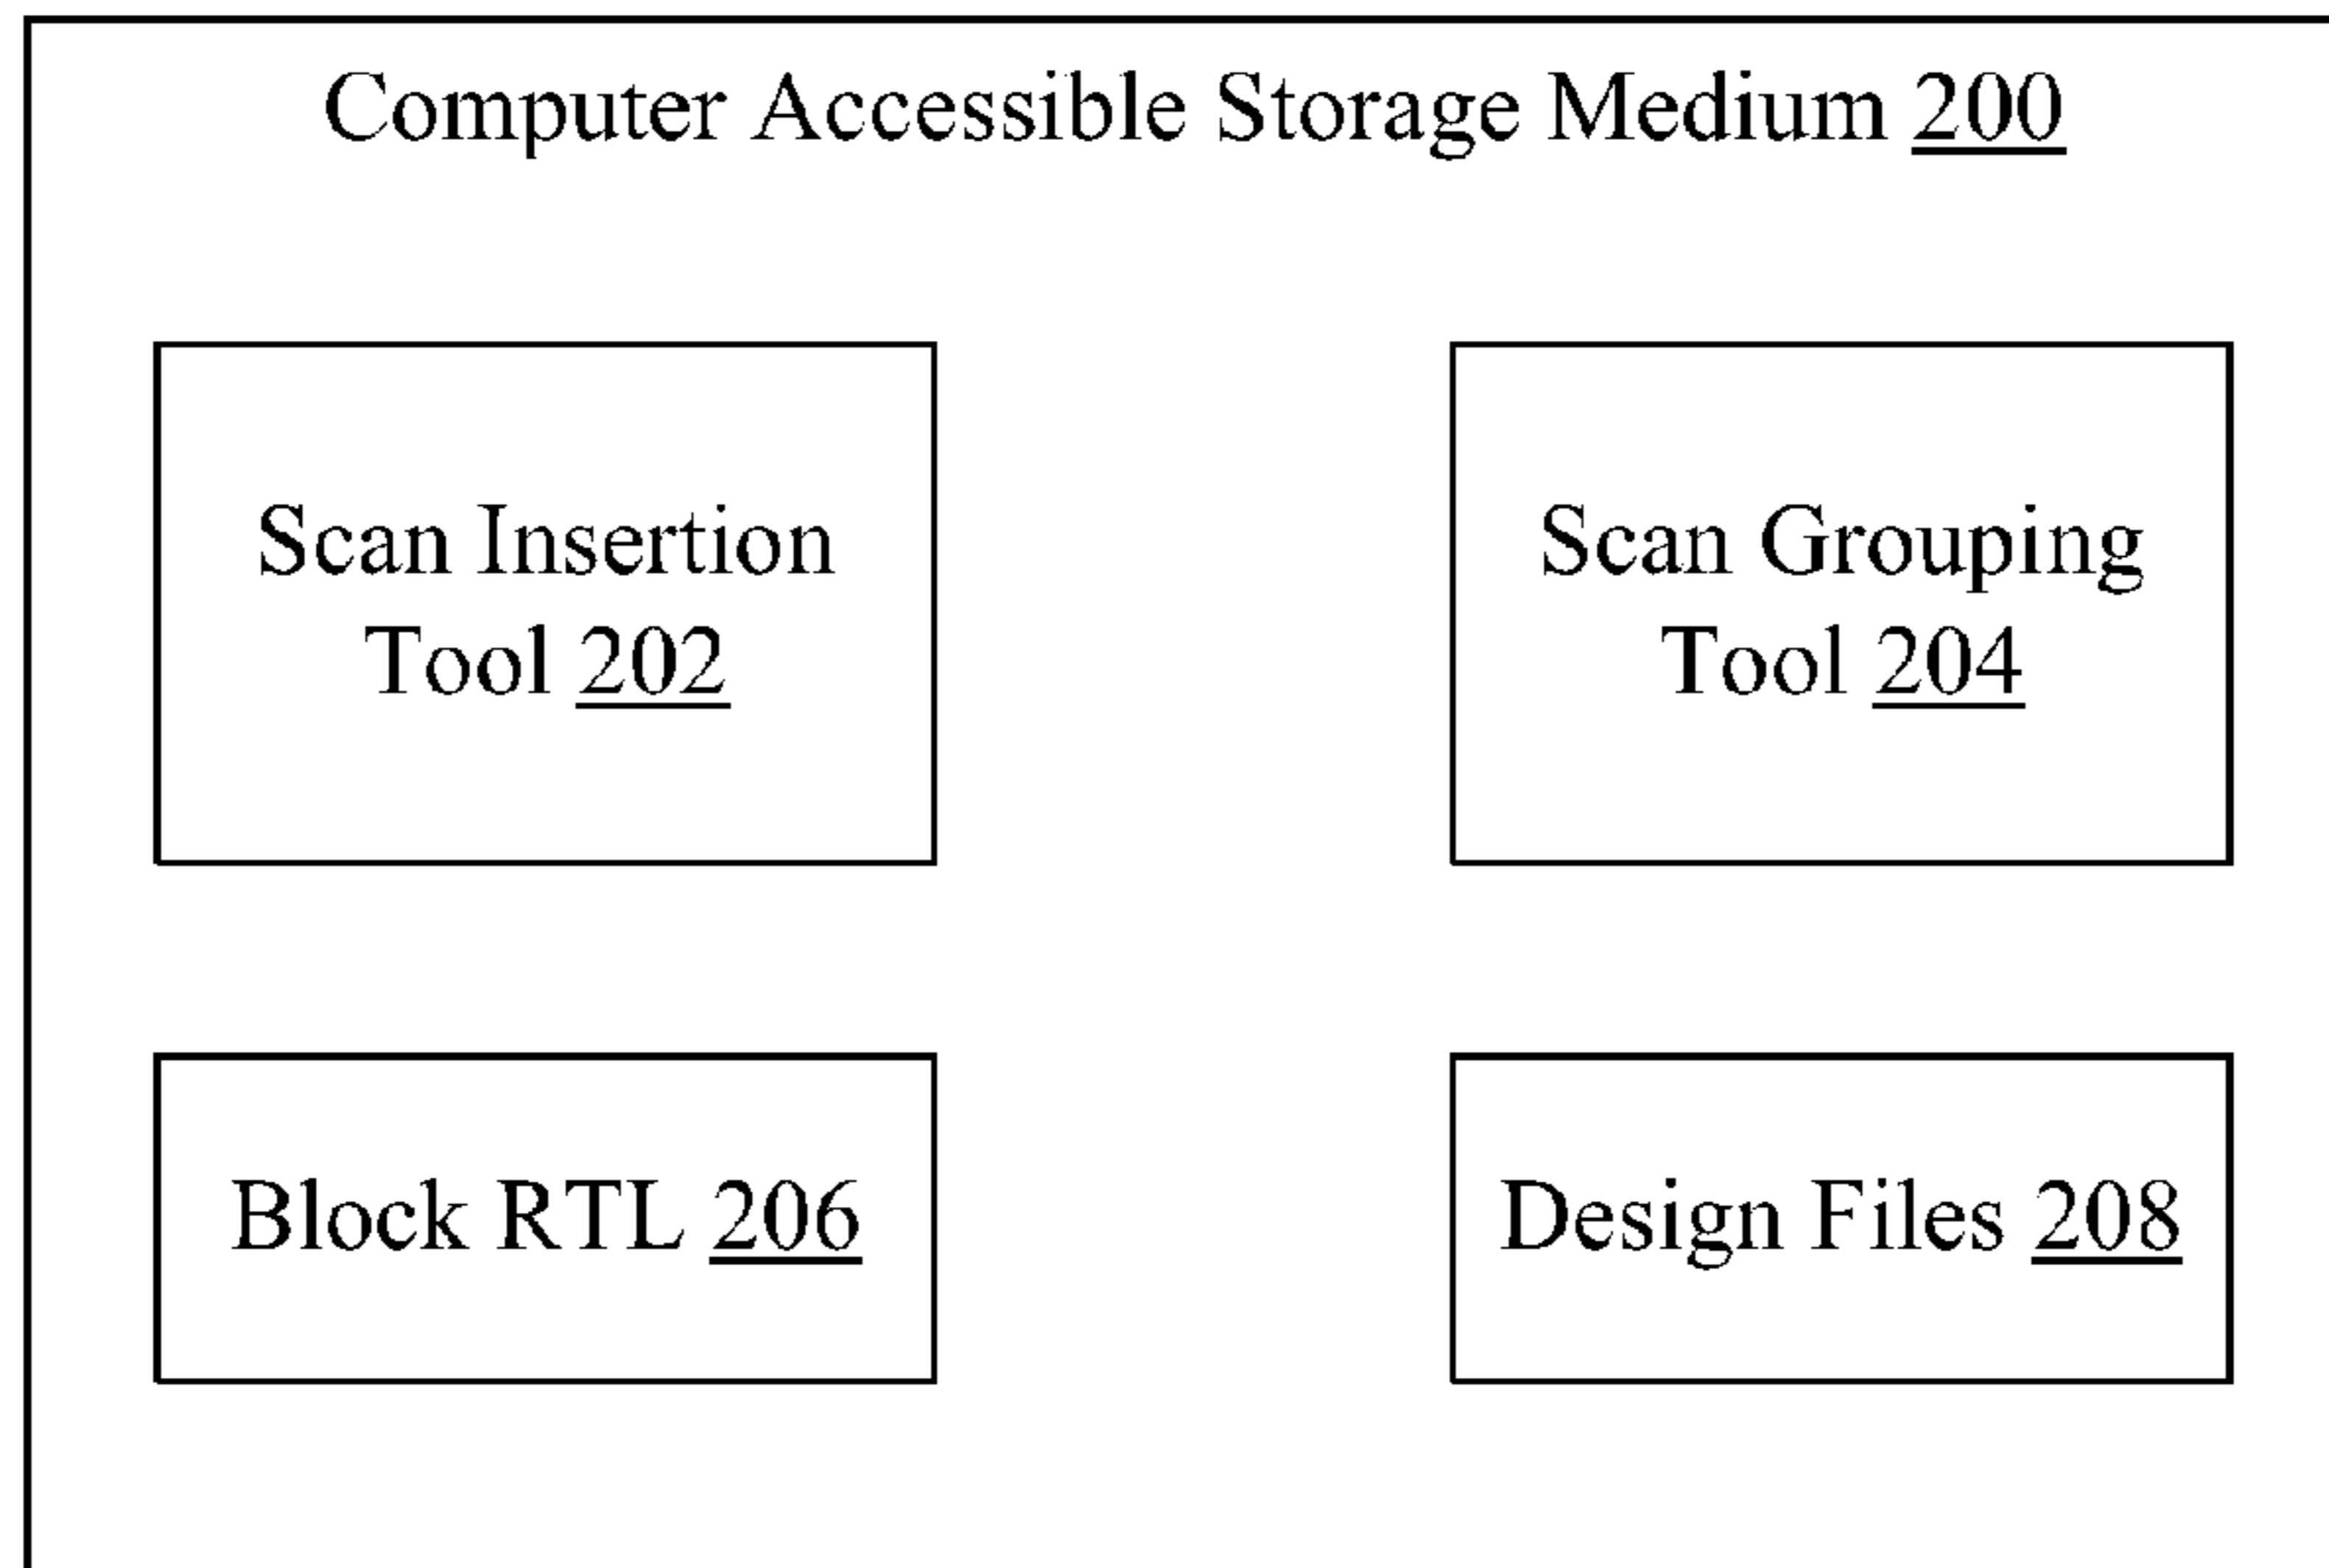 Computer Accessible Storage Medium 200
Scan Insertion
Tool 202
Scan Grouping
Tool 204
Block RTL 206
Design Files 208